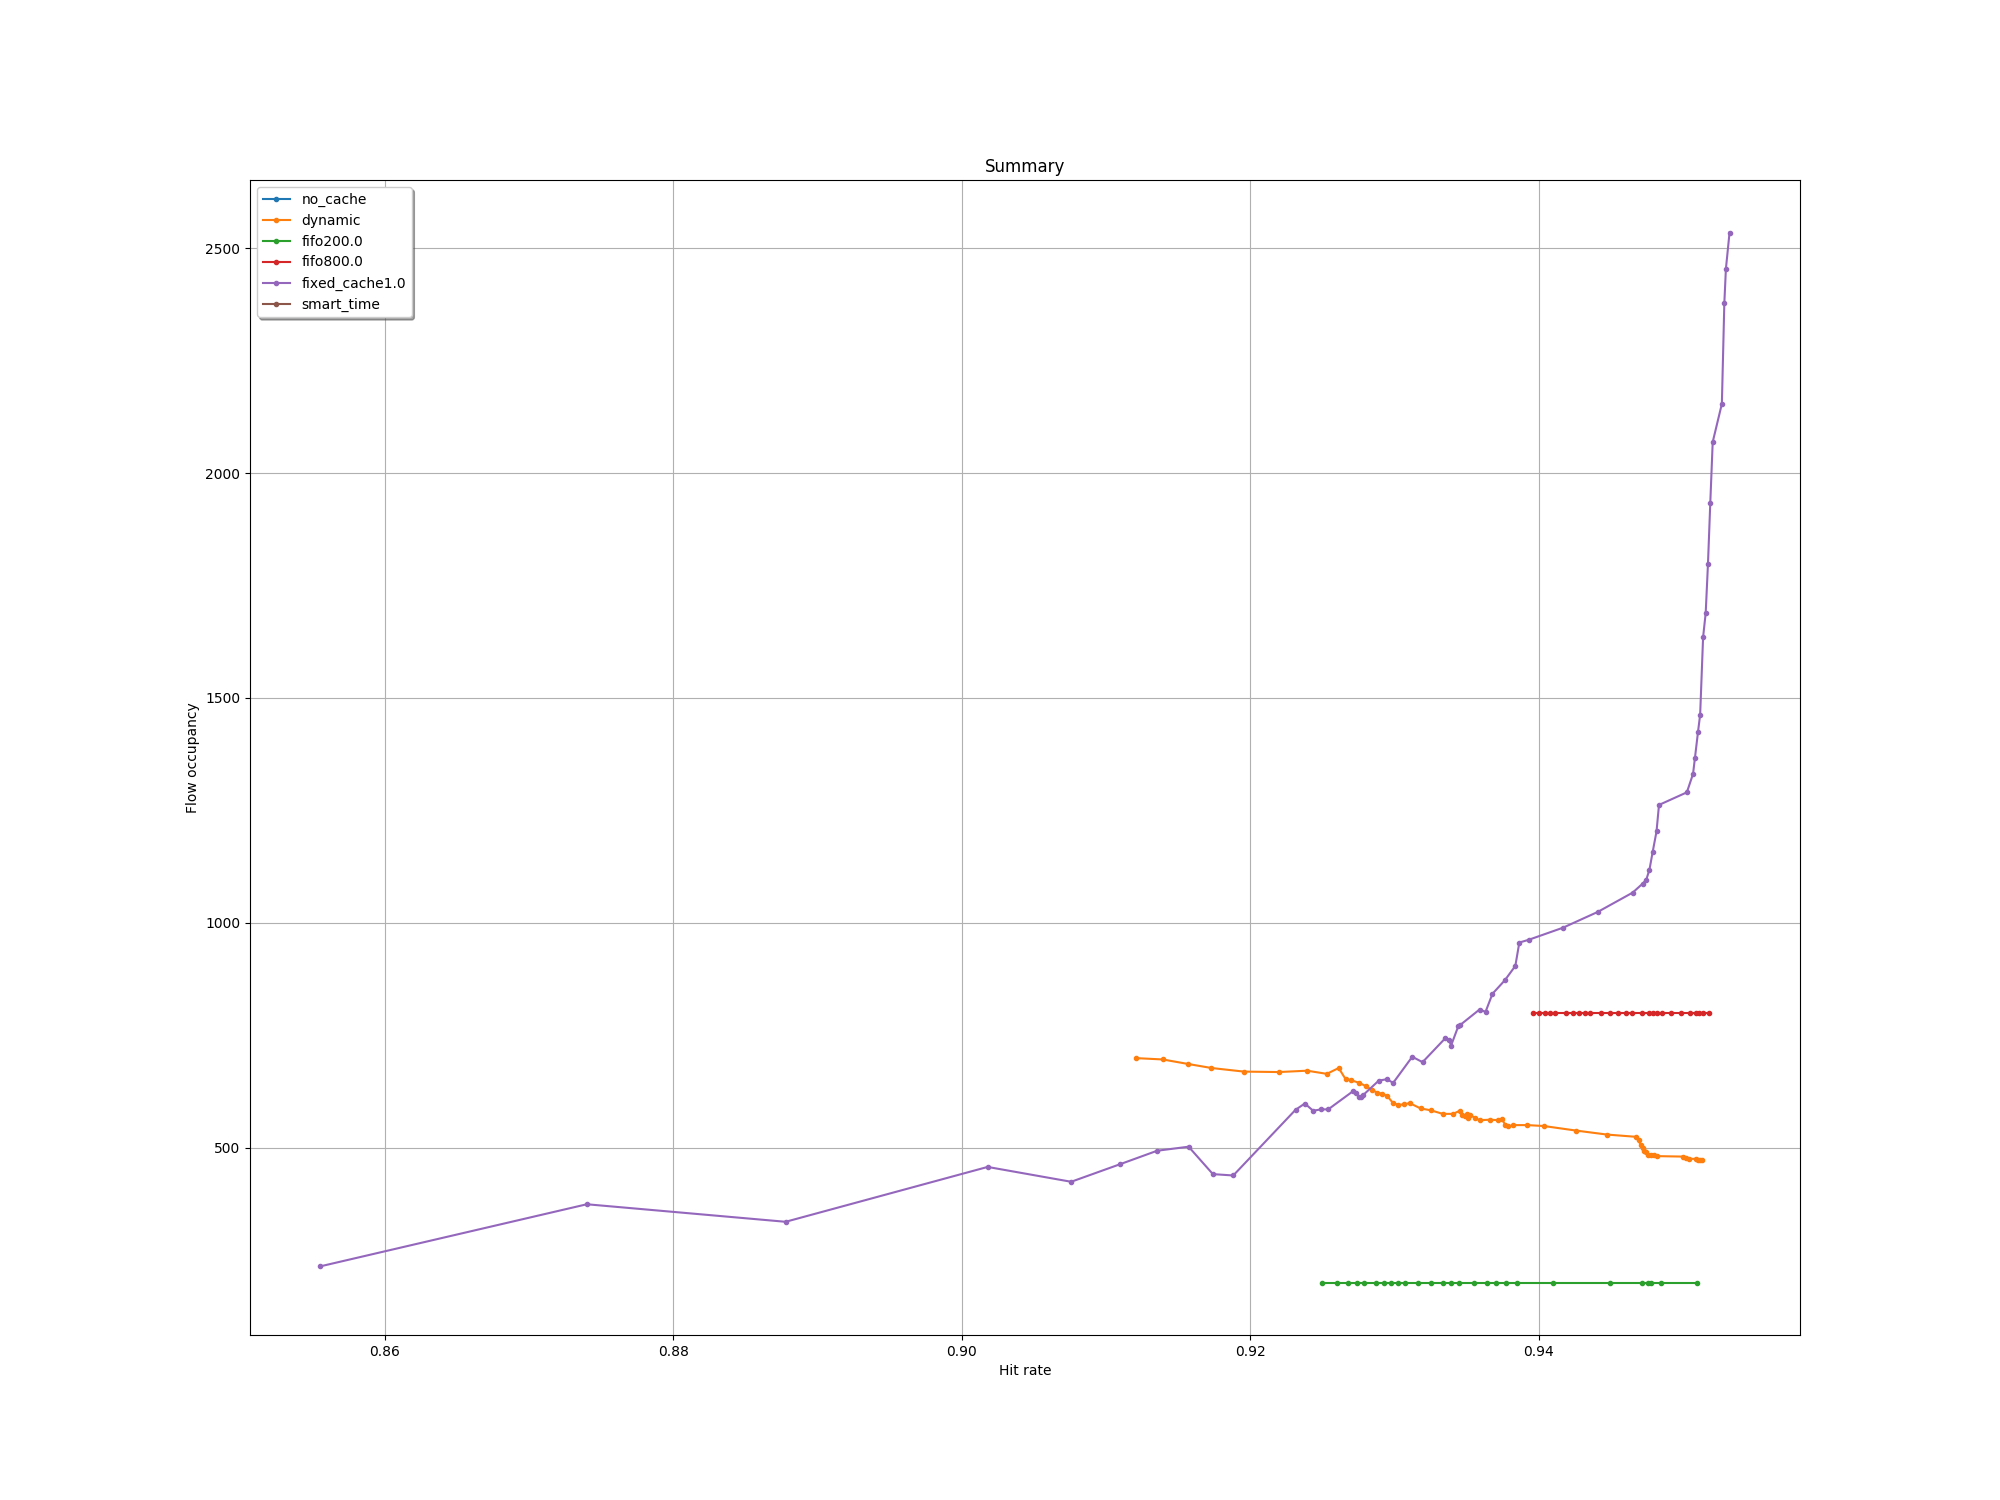 Summary
no_cache
dynamic
fifo200.0
fifo800.0
fixed_cache1.0
smart_time
2500
2000
1500
1000
500
Flow occupancy
0.86 0.88 0.90 0.92 0.94
Hit rate